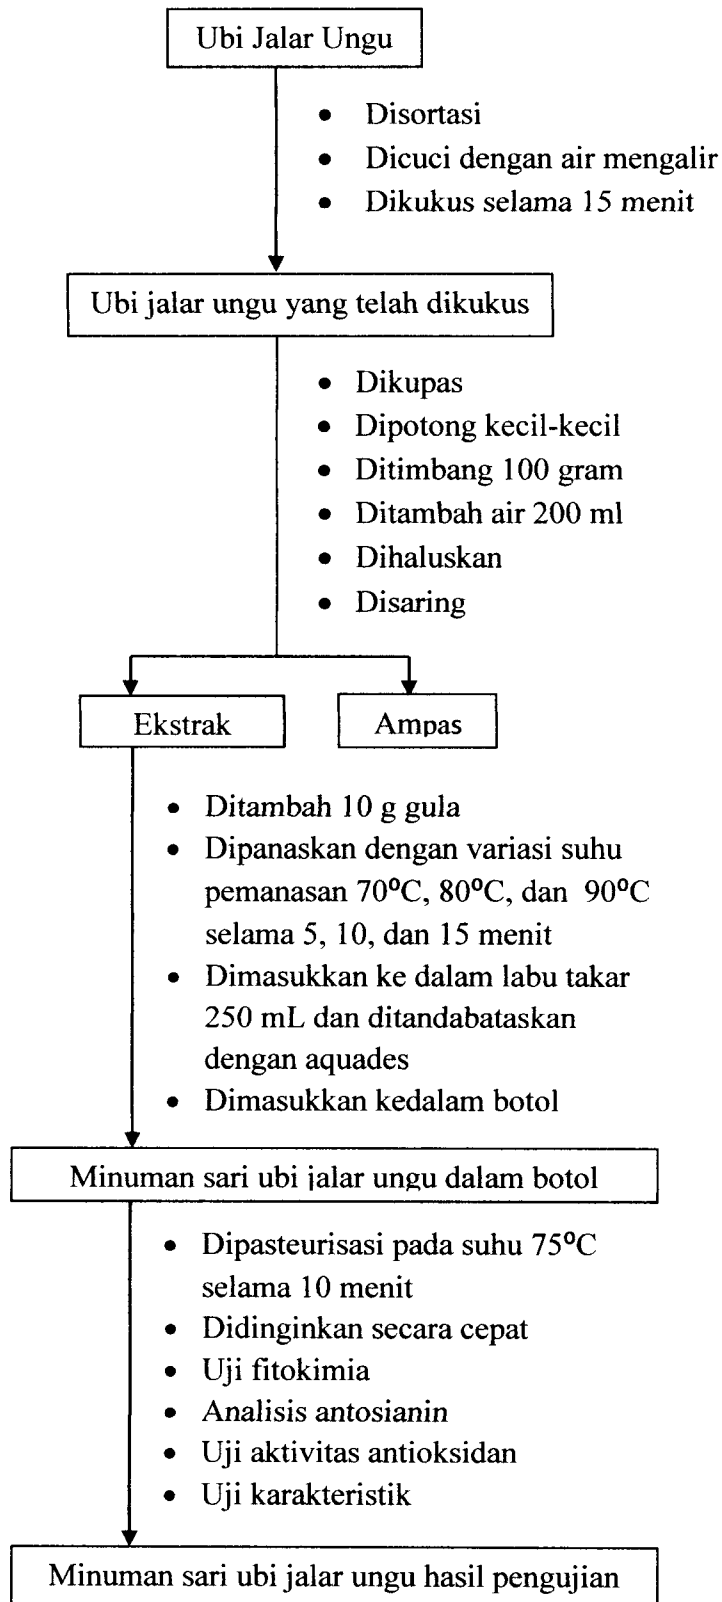 Ubi Jalar Ungu
• Disortasi
• Dicuci dengan air mengalir
• Dikukus selama 15 menit
Ubi jalar ungu yang telah dikukus
• Dikupas
• Dipotong kecil-kecil
• Ditimbang 100 gram
• Ditambah air 200 ml
• Dihaluskan
• Disaring
Ekstrak
Ampas
• Ditambah 10 g gula
• Dipanaskan dengan variasi suhu
pemanasan 70⁰C, 80⁰C, dan 90⁰C
selama 5, 10, dan 15 menit
• Dimasukkan ke dalam labu takar
250 mL dan ditandabataskan
dengan aquades
• Dimasukkan kedalam botol
Minuman sari ubi jalar ungu dalam botol
• Dipasteurisasi pada suhu 75⁰C
selama 10 menit
• Didinginkan secara cepat
• Uji fitokimia
• Analisis antosianin
• Uji aktivitas antioksidan
• Uji karakteristik
Minuman sari ubi jalar ungu hasil pengujian